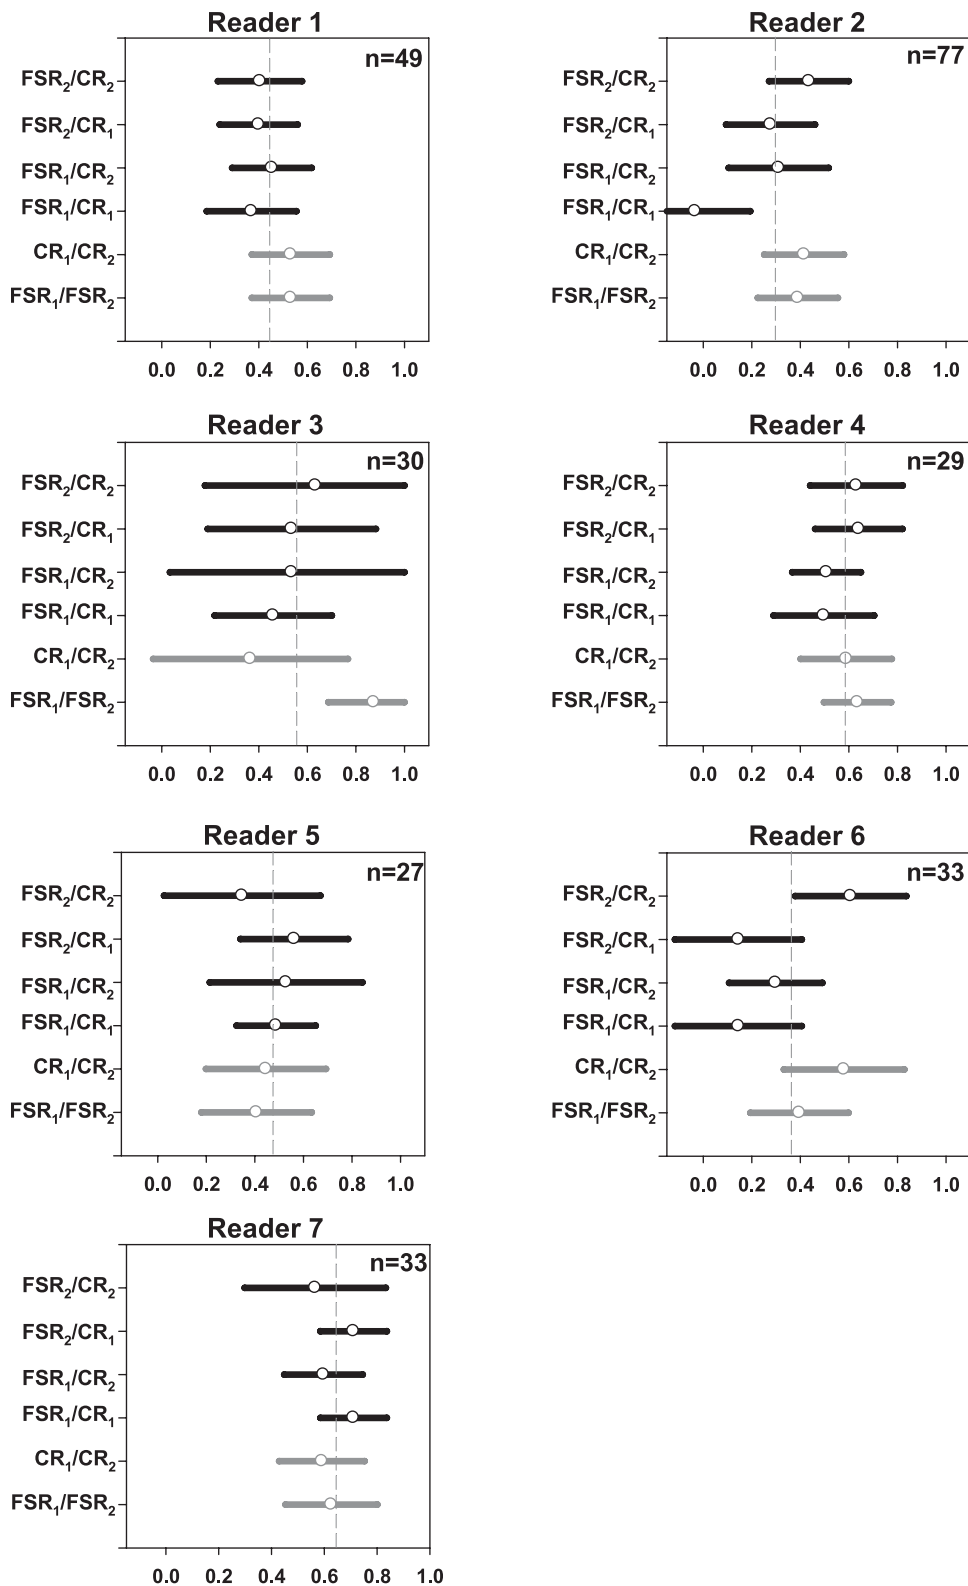 Reader 1
n=49
FSR₂/CR₂
FSR₂/CR₁
FSR₁/CR₂
FSR₁/CR₁
CR₁/CR₂
FSR₁/FSR₂
0.0 0.2 0.4 0.6 0.8 1.0
Reader 2
n=77
FSR₂/CR₂
FSR₂/CR₁
FSR₁/CR₂
FSR₁/CR₁
CR₁/CR₂
FSR₁/FSR₂
0.0 0.2 0.4 0.6 0.8 1.0
Reader 3
n=30
FSR₂/CR₂
FSR₂/CR₁
FSR₁/CR₂
FSR₁/CR₁
CR₁/CR₂
FSR₁/FSR₂
0.0 0.2 0.4 0.6 0.8 1.0
Reader 4
n=29
FSR₂/CR₂
FSR₂/CR₁
FSR₁/CR₂
FSR₁/CR₁
CR₁/CR₂
FSR₁/FSR₂
0.0 0.2 0.4 0.6 0.8 1.0
Reader 5
n=27
FSR₂/CR₂
FSR₂/CR₁
FSR₁/CR₂
FSR₁/CR₁
CR₁/CR₂
FSR₁/FSR₂
0.0 0.2 0.4 0.6 0.8 1.0
Reader 6
n=33
FSR₂/CR₂
FSR₂/CR₁
FSR₁/CR₂
FSR₁/CR₁
CR₁/CR₂
FSR₁/FSR₂
0.0 0.2 0.4 0.6 0.8 1.0
Reader 7
n=33
FSR₂/CR₂
FSR₂/CR₁
FSR₁/CR₂
FSR₁/CR₁
CR₁/CR₂
FSR₁/FSR₂
0.0 0.2 0.4 0.6 0.8 1.0